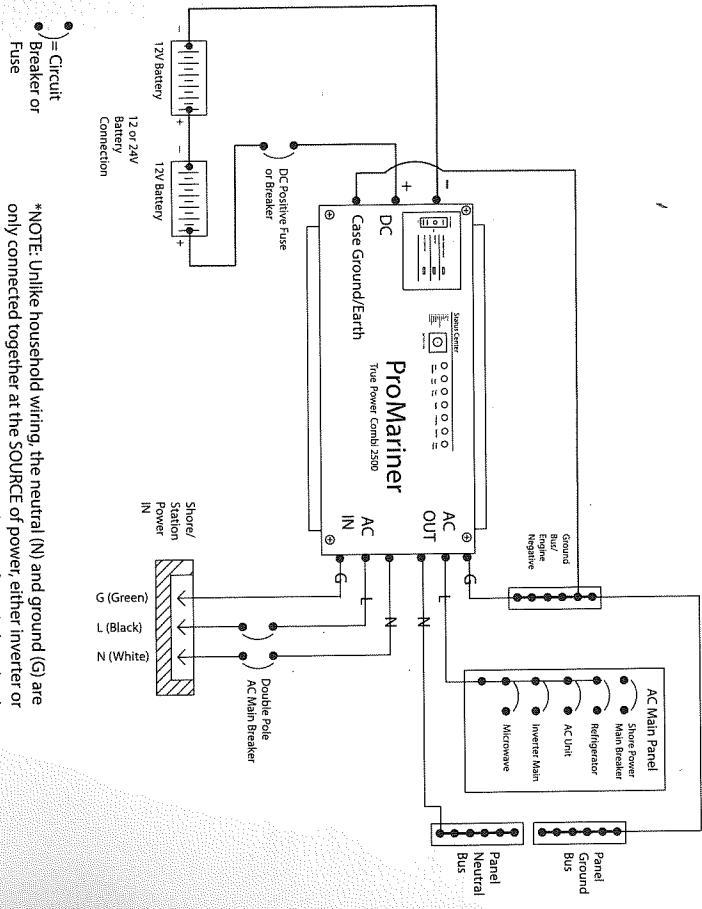 12V Battery
12V Battery
12 or 24V
Battery
Connection
DC Positive Fuse
or Breaker
−
+
−
+
+
−
DC
Case Ground/Earth
Status Center
ProMariner
True Power Combi 2500
AC
OUT
AC
IN
G
L
N
N
L
G
Ground
Bus/
Engine
Negative
AC Main Panel
Shore Power
Main Breaker
Refrigerator
AC Unit
Inverter Main
Microwave
Panel
Ground
Bus
Panel
Neutral
Bus
Shore/
Station
Power
IN
G (Green)
L (Black)
N (White)
Double Pole
AC Main Breaker
= Circuit
Breaker or
Fuse
*NOTE: Unlike household wiring, the neutral (N) and ground (G) are
only connected together at the SOURCE of power, either inverter or